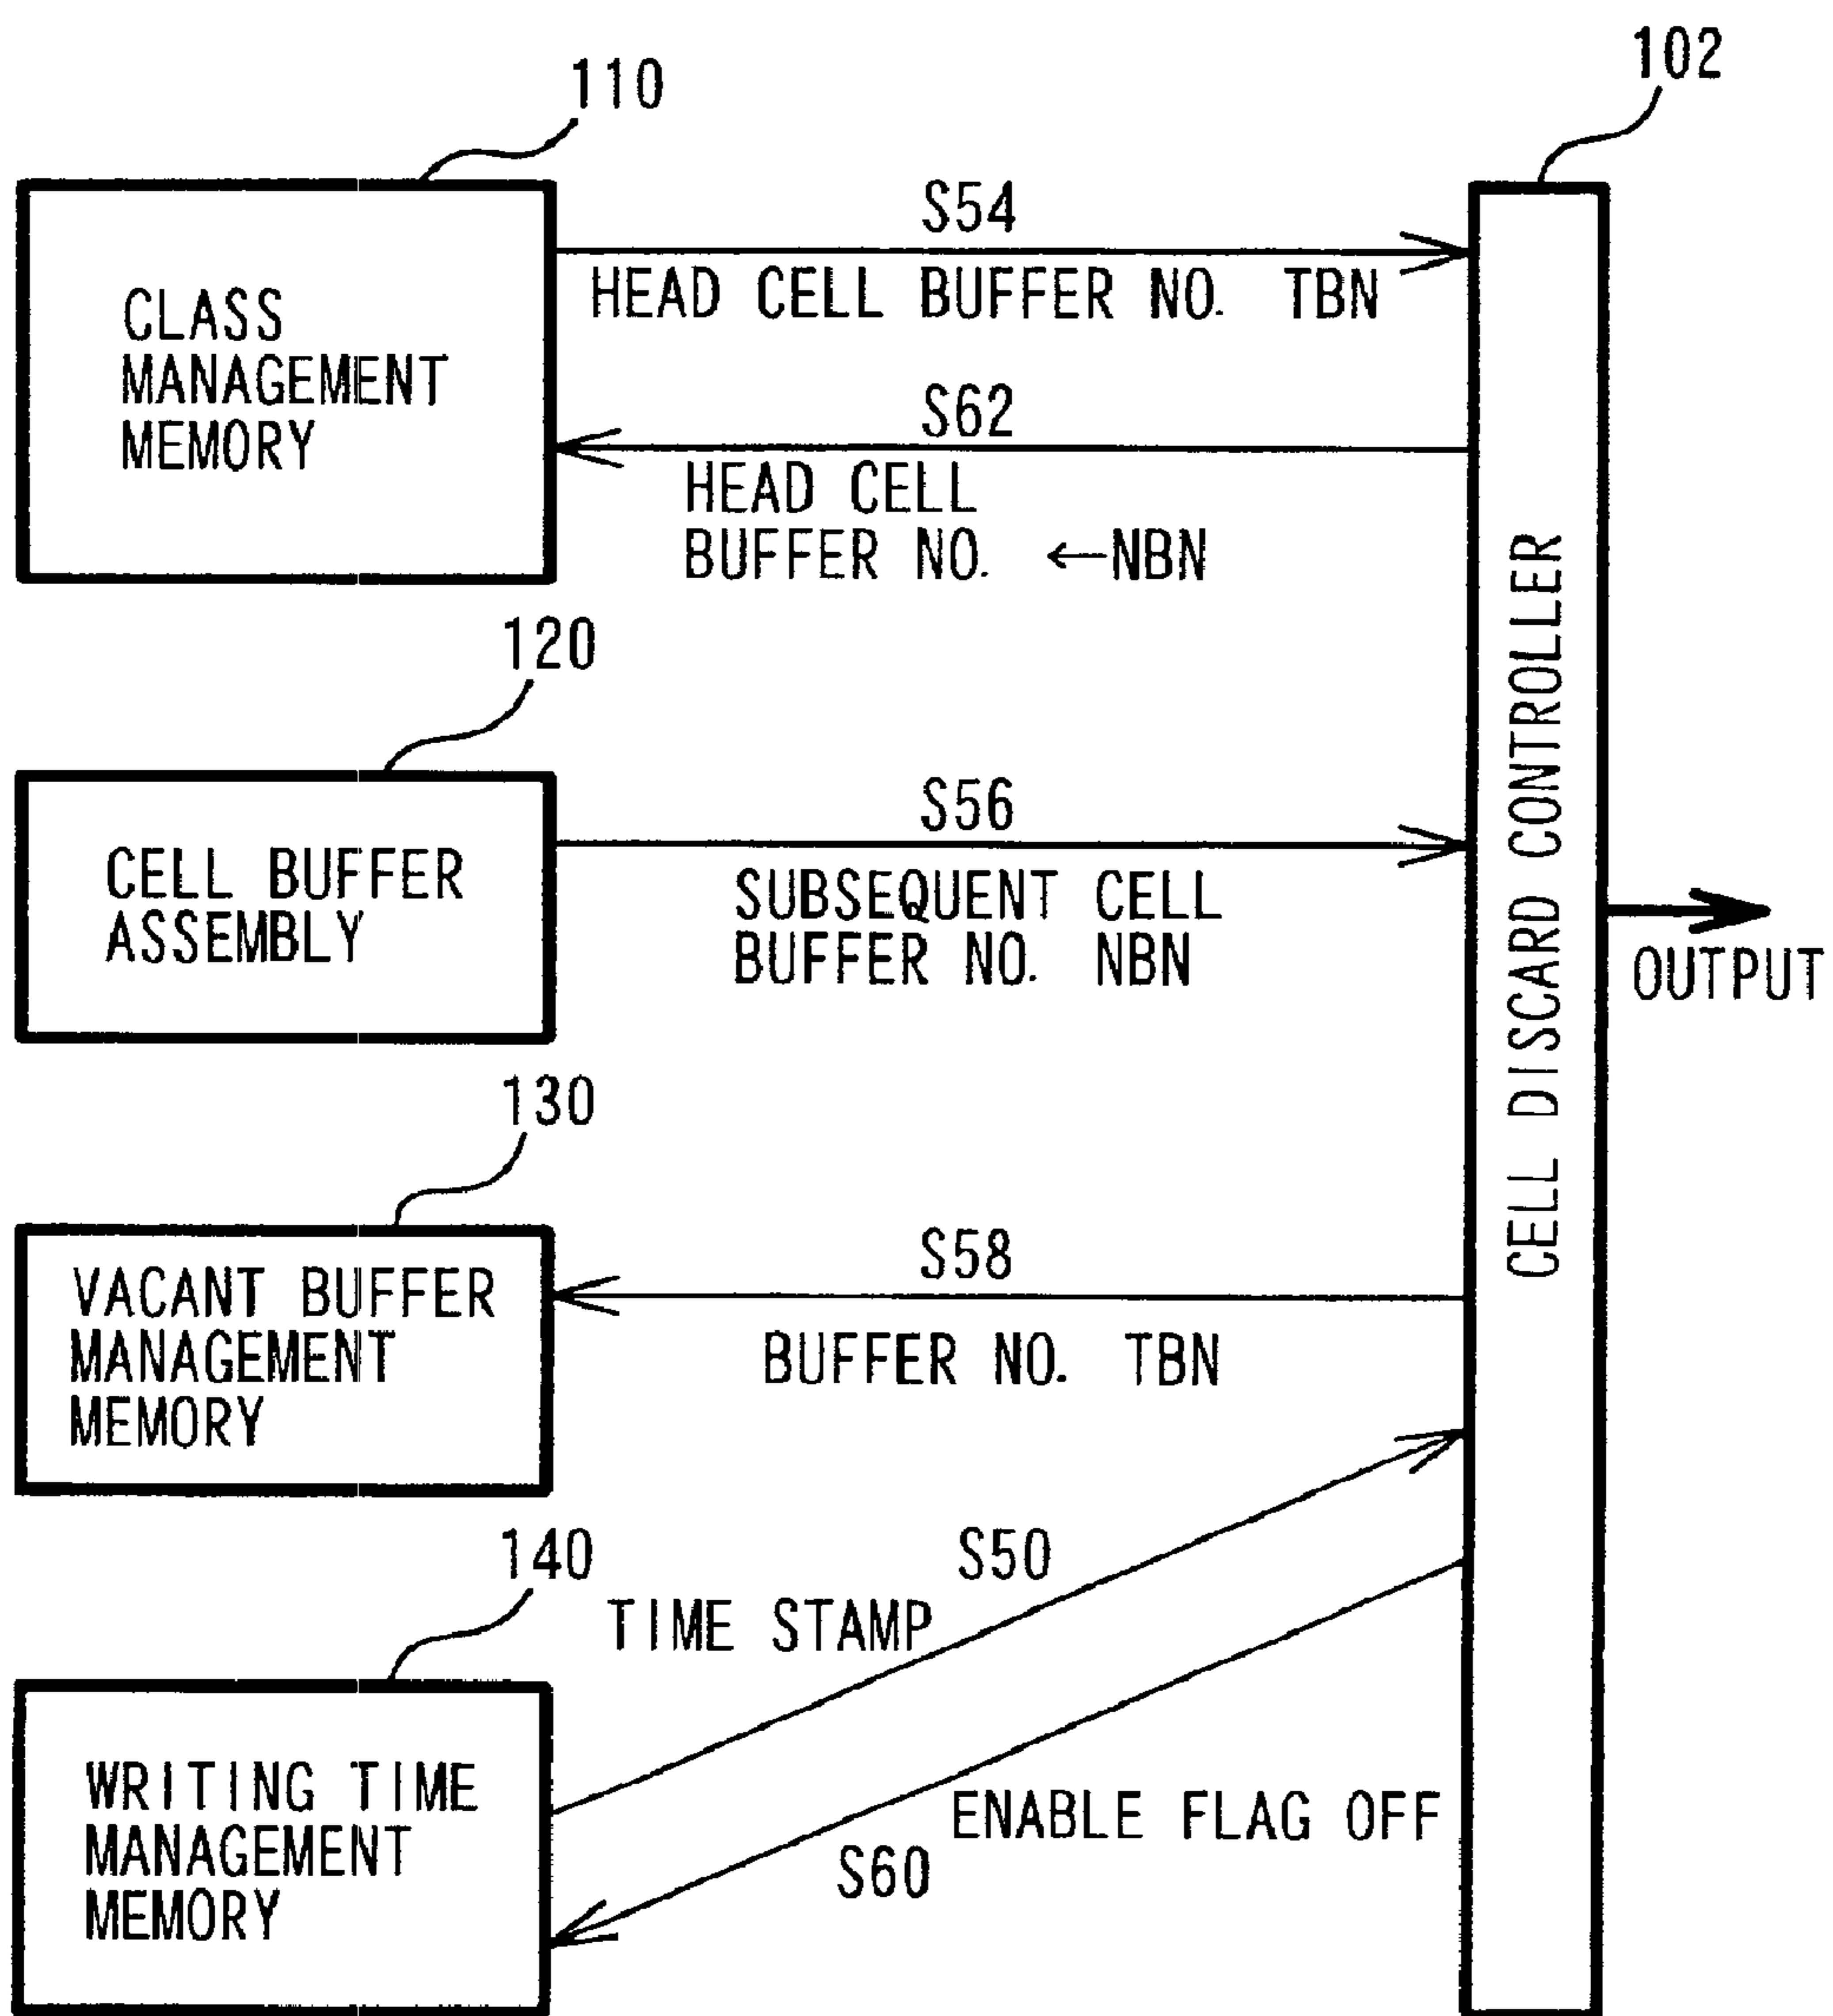 102
110
S54
HEAD CELL BUFFER NO. TBN
CLASS
MANAGEMENT
MEMORY
S62
HEAD CELL
BUFFER NO. ←NBN
120
S56
CELL BUFFER
ASSEMBLY
SUBSEQUENT CELL
BUFFER NO. NBN
CELL DISCARD CONTROLLER
OUTPUT
130
S58
VACANT BUFFER
MANAGEMENT
MEMORY
BUFFER NO. TBN
140
S50
TIME STAMP
WRITING TIME
MANAGEMENT
MEMORY
ENABLE FLAG OFF
S60